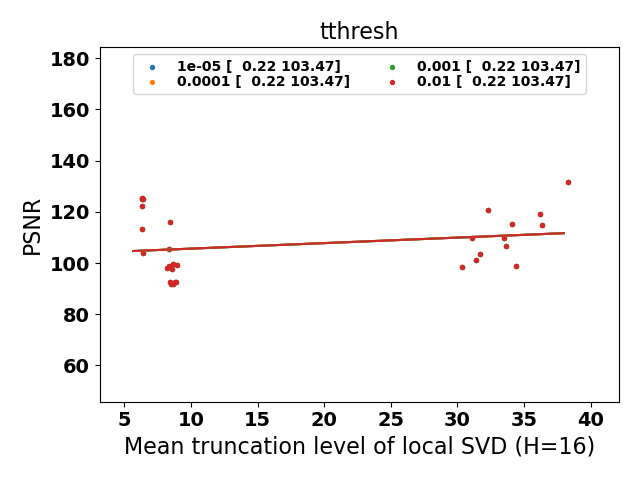 tthresh
1e-05 [  0.22 103.47]
0.0001 [  0.22 103.47]
0.001 [  0.22 103.47]
0.01 [  0.22 103.47]
180
160
140
120
100
80
60
PSNR
5 10 15 20 25 30 35 40
Mean truncation level of local SVD (H=16)